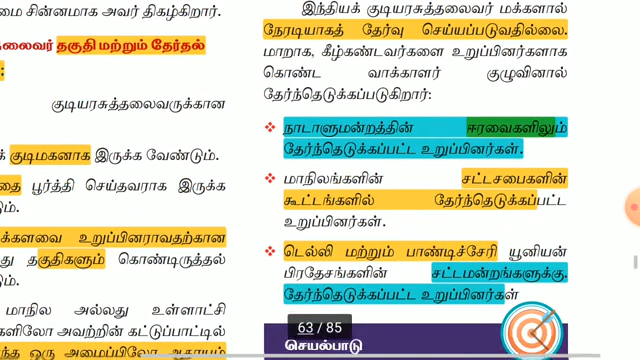 மை சின்னமாக அவர் திகழ்கிறார்.
லைவர் தகுதி மற்றும் தேர்தல்
குடியரசுத்தலைவருக்கான
குடிமகனாக இருக்க வேண்டும்.
தை பூர்த்தி செய்தவராக இருக்க
டும்.
க்களவை உறுப்பினராவதற்கான
து தகுதிகளும் கொண்டிருத்தல்
டும்.
மாநில அல்லது உள்ளாட்சி
களிலோ அவற்றின் கட்டுப்பாட்டில்
ந்த ஒரு அமைப்பிலோ
இந்தியக் குடியரசுத்தலைவர் மக்களால்
நேரடியாகத் தேர்வு செய்யப்படுவதில்லை.
மாறாக, கீழ்கண்டவர்களை உறுப்பினர்களாக
கொண்ட வாக்காளர் குழுவினால்
தேர்ந்தெடுக்கப்படுகிறார்:
❖ நாடாளுமன்றத்தின் ஈரவைகளிலும்
தேர்ந்தெடுக்கப்பட்ட உறுப்பினர்கள்.
❖ மாநிலங்களின் சட்டசபைகளின்
கூட்டங்களில் தேர்ந்தெடுக்கப்பட்ட
உறுப்பினர்கள்.
❖ டெல்லி மற்றும் பாண்டிச்சேரி யூனியன்
பிரதேசங்களின் சட்டமன்றங்களுக்கு
தேர்ந்தெடுக்கப்பட்ட உறுப்பினர்கள்
63 / 85
செயல்பாடு